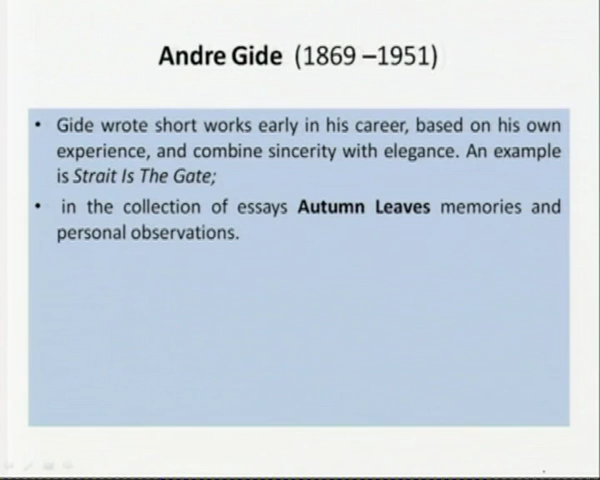 Andre Gide (1869 –1951)
• Gide wrote short works early in his career, based on his own
experience, and combine sincerity with elegance. An example
is Strait Is The Gate;
• in the collection of essays Autumn Leaves memories and
personal observations.